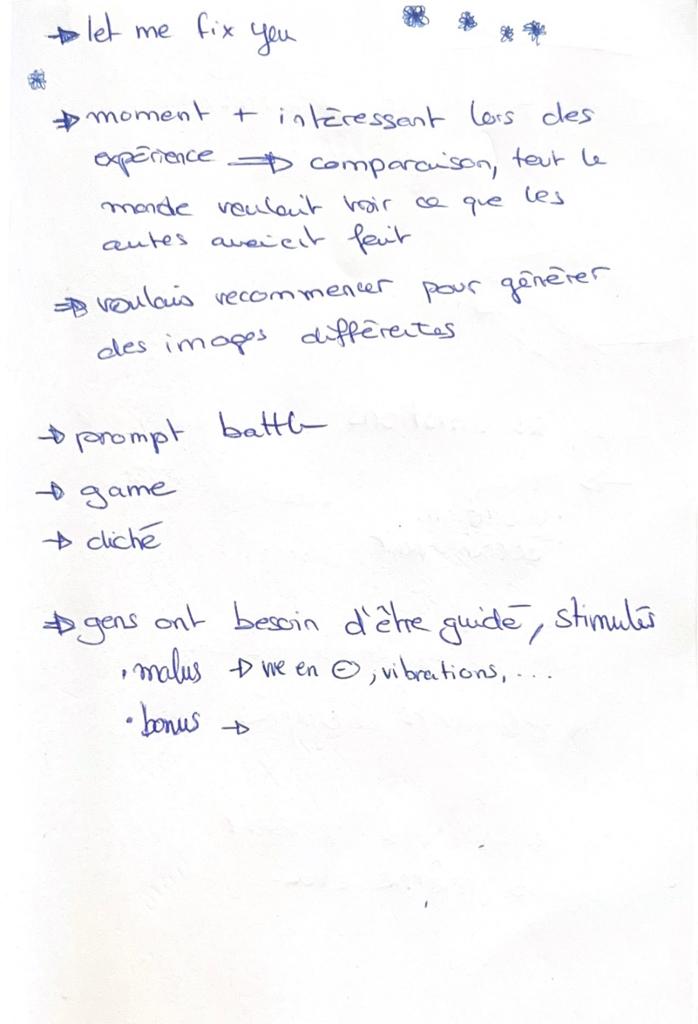 → let me fix you
⇒ moment + intéressant lors des
expérience ⇒ comparaison, tout le
monde voulait voir ce que les
autres avaient fait
⇒ voulais recommencer pour générer
des images différentes
→ prompt battle
→ game
→ cliché
⇒ gens ont besoin d'être guidé, stimulés
. malus → vie en ⊖, vibrations, ...
• bonus →